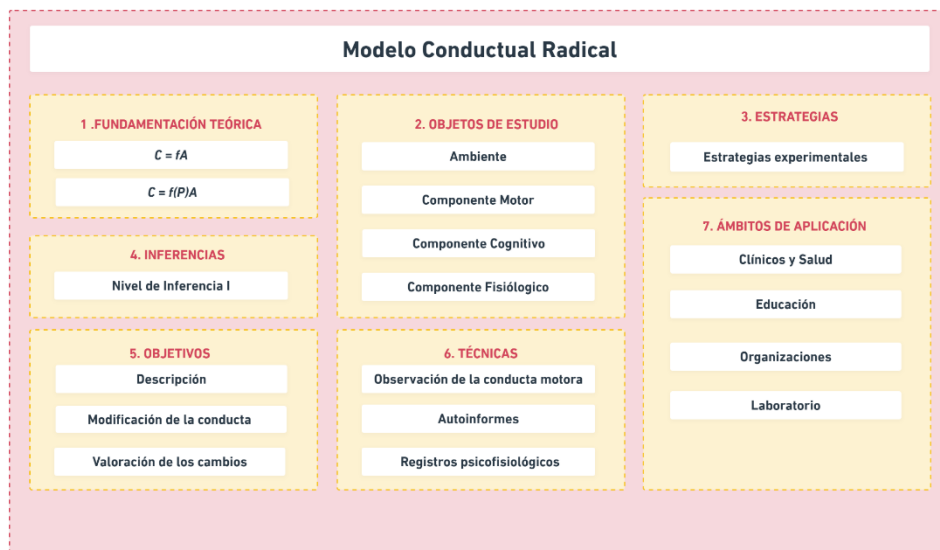 Modelo Conductual Radical
1 .FUNDAMENTACIÓN TEÓRICA
C = fA
C = f(P)A
2. OBJETOS DE ESTUDIO
Ambiente
Componente Motor
Componente Cognitivo
Componente Fisiólogico
3. ESTRATEGIAS
Estrategias experimentales
4. INFERENCIAS
Nivel de Inferencia I
5. OBJETIVOS
Descripción
Modificación de la conducta
Valoración de los cambios
6. TÉCNICAS
Observación de la conducta motora
Autoinformes
Registros psicofisiológicos
7. ÁMBITOS DE APLICACIÓN
Clínicos y Salud
Educación
Organizaciones
Laboratorio